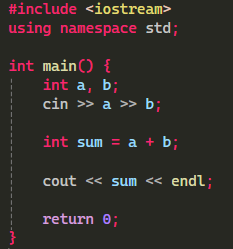 #include <iostream>
using namespace std;
int main() {
    int a, b;
    cin >> a >> b;
    int sum = a + b;
    cout << sum << endl;
    return 0;
}